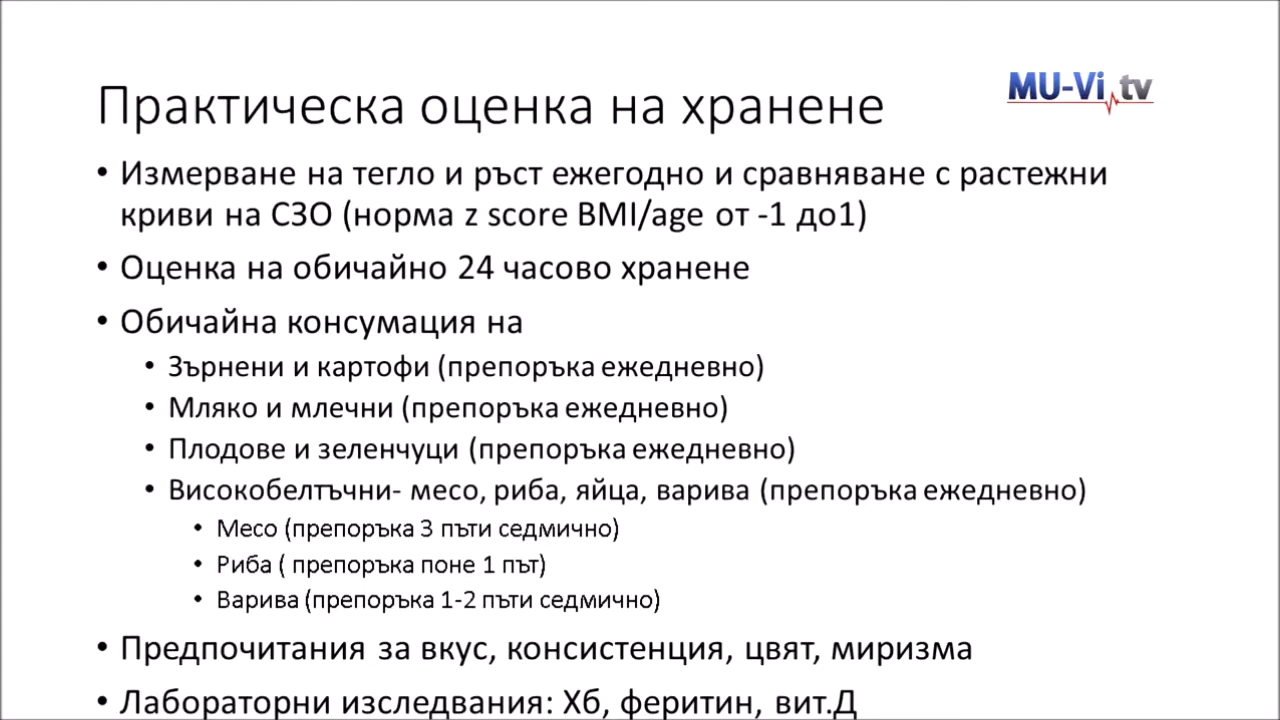 Практическа оценка на хранене
MU-Vi.tv
• Измерване на тегло и ръст ежегодно и сравняване с растежни
криви на СЗО (норма z score BMI/age от -1 до1)
• Оценка на обичайно 24 часово хранене
• Обичайна консумация на
• Зърнени и картофи (препоръка ежедневно)
• Мляко и млечни (препоръка ежедневно)
• Плодове и зеленчуци (препоръка ежедневно)
• Високобелтъчни- месо, риба, яйца, варива (препоръка ежедневно)
• Месо (препоръка 3 пъти седмично)
• Риба ( препоръка поне 1 път)
• Варива (препоръка 1-2 пъти седмично)
• Предпочитания за вкус, консистенция, цвят, миризма
• Лабораторни изследвания: Хб, феритин, вит.Д